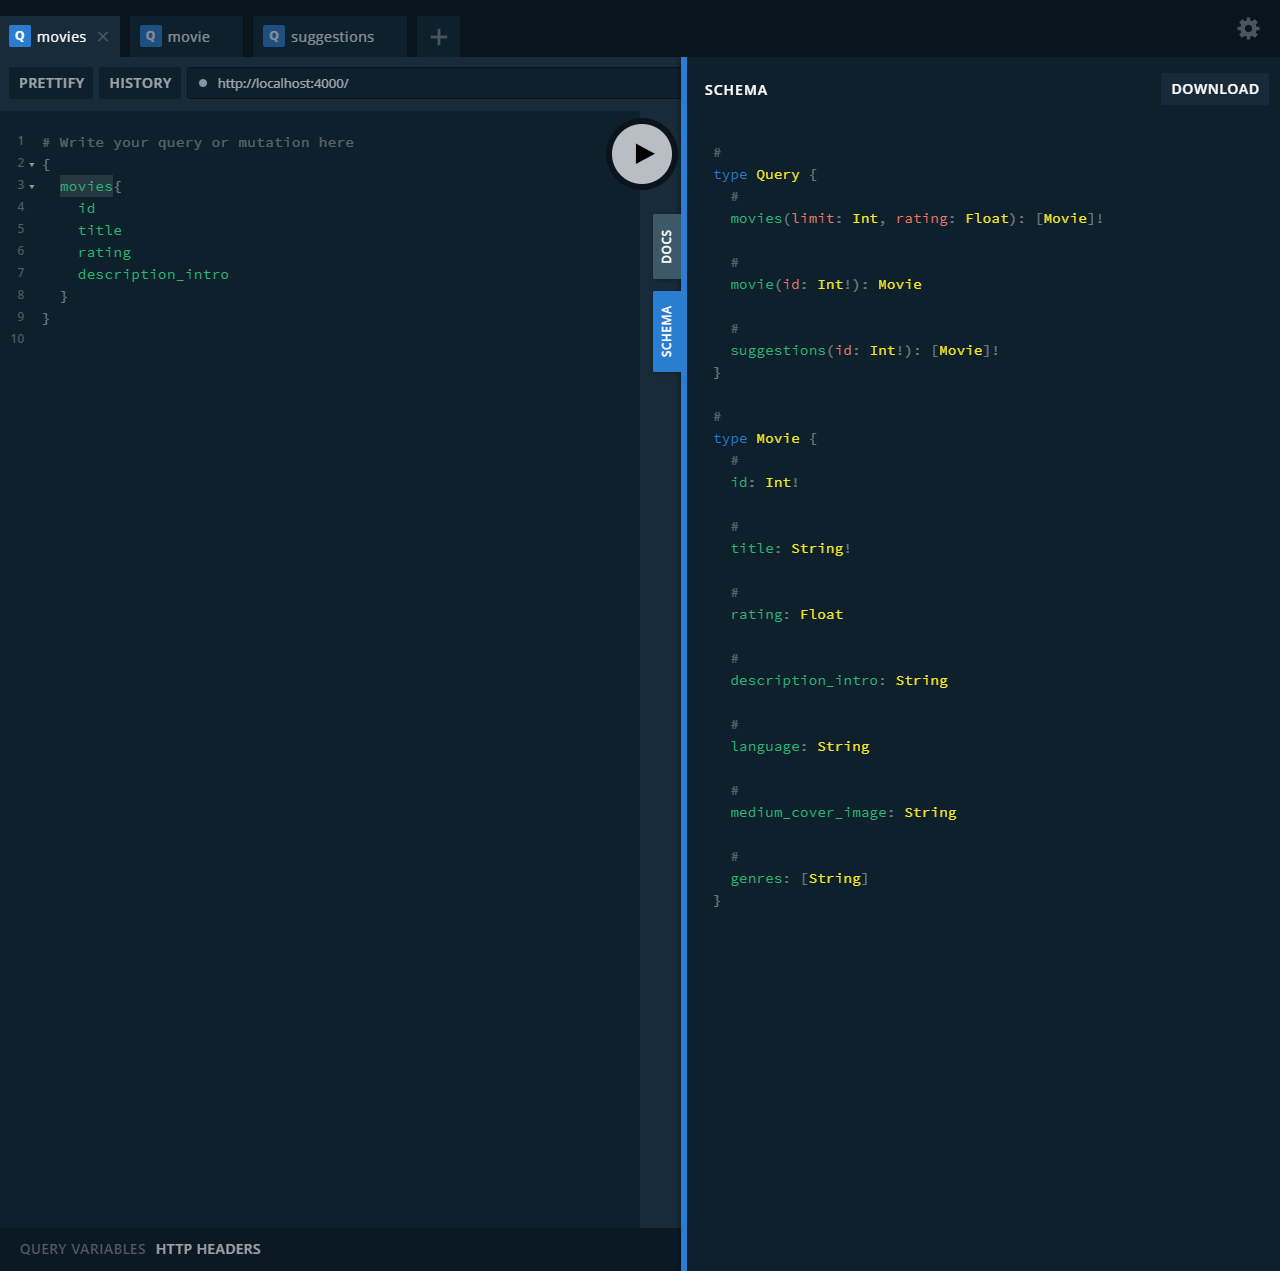 Q movies × Q movie Q suggestions +
PRETTIFY HISTORY http://localhost:4000/
1 # Write your query or mutation here
2 {
3 movies{
4 id
5 title
6 rating
7 description_intro
8 }
9 }
10
DOCS
SCHEMA
QUERY VARIABLES HTTP HEADERS
SCHEMA DOWNLOAD
#
type Query {
#
movies(limit: Int, rating: Float): [Movie]!
#
movie(id: Int!): Movie
#
suggestions(id: Int!): [Movie]!
}
#
type Movie {
#
id: Int!
#
title: String!
#
rating: Float
#
description_intro: String
#
language: String
#
medium_cover_image: String
#
genres: [String]
}